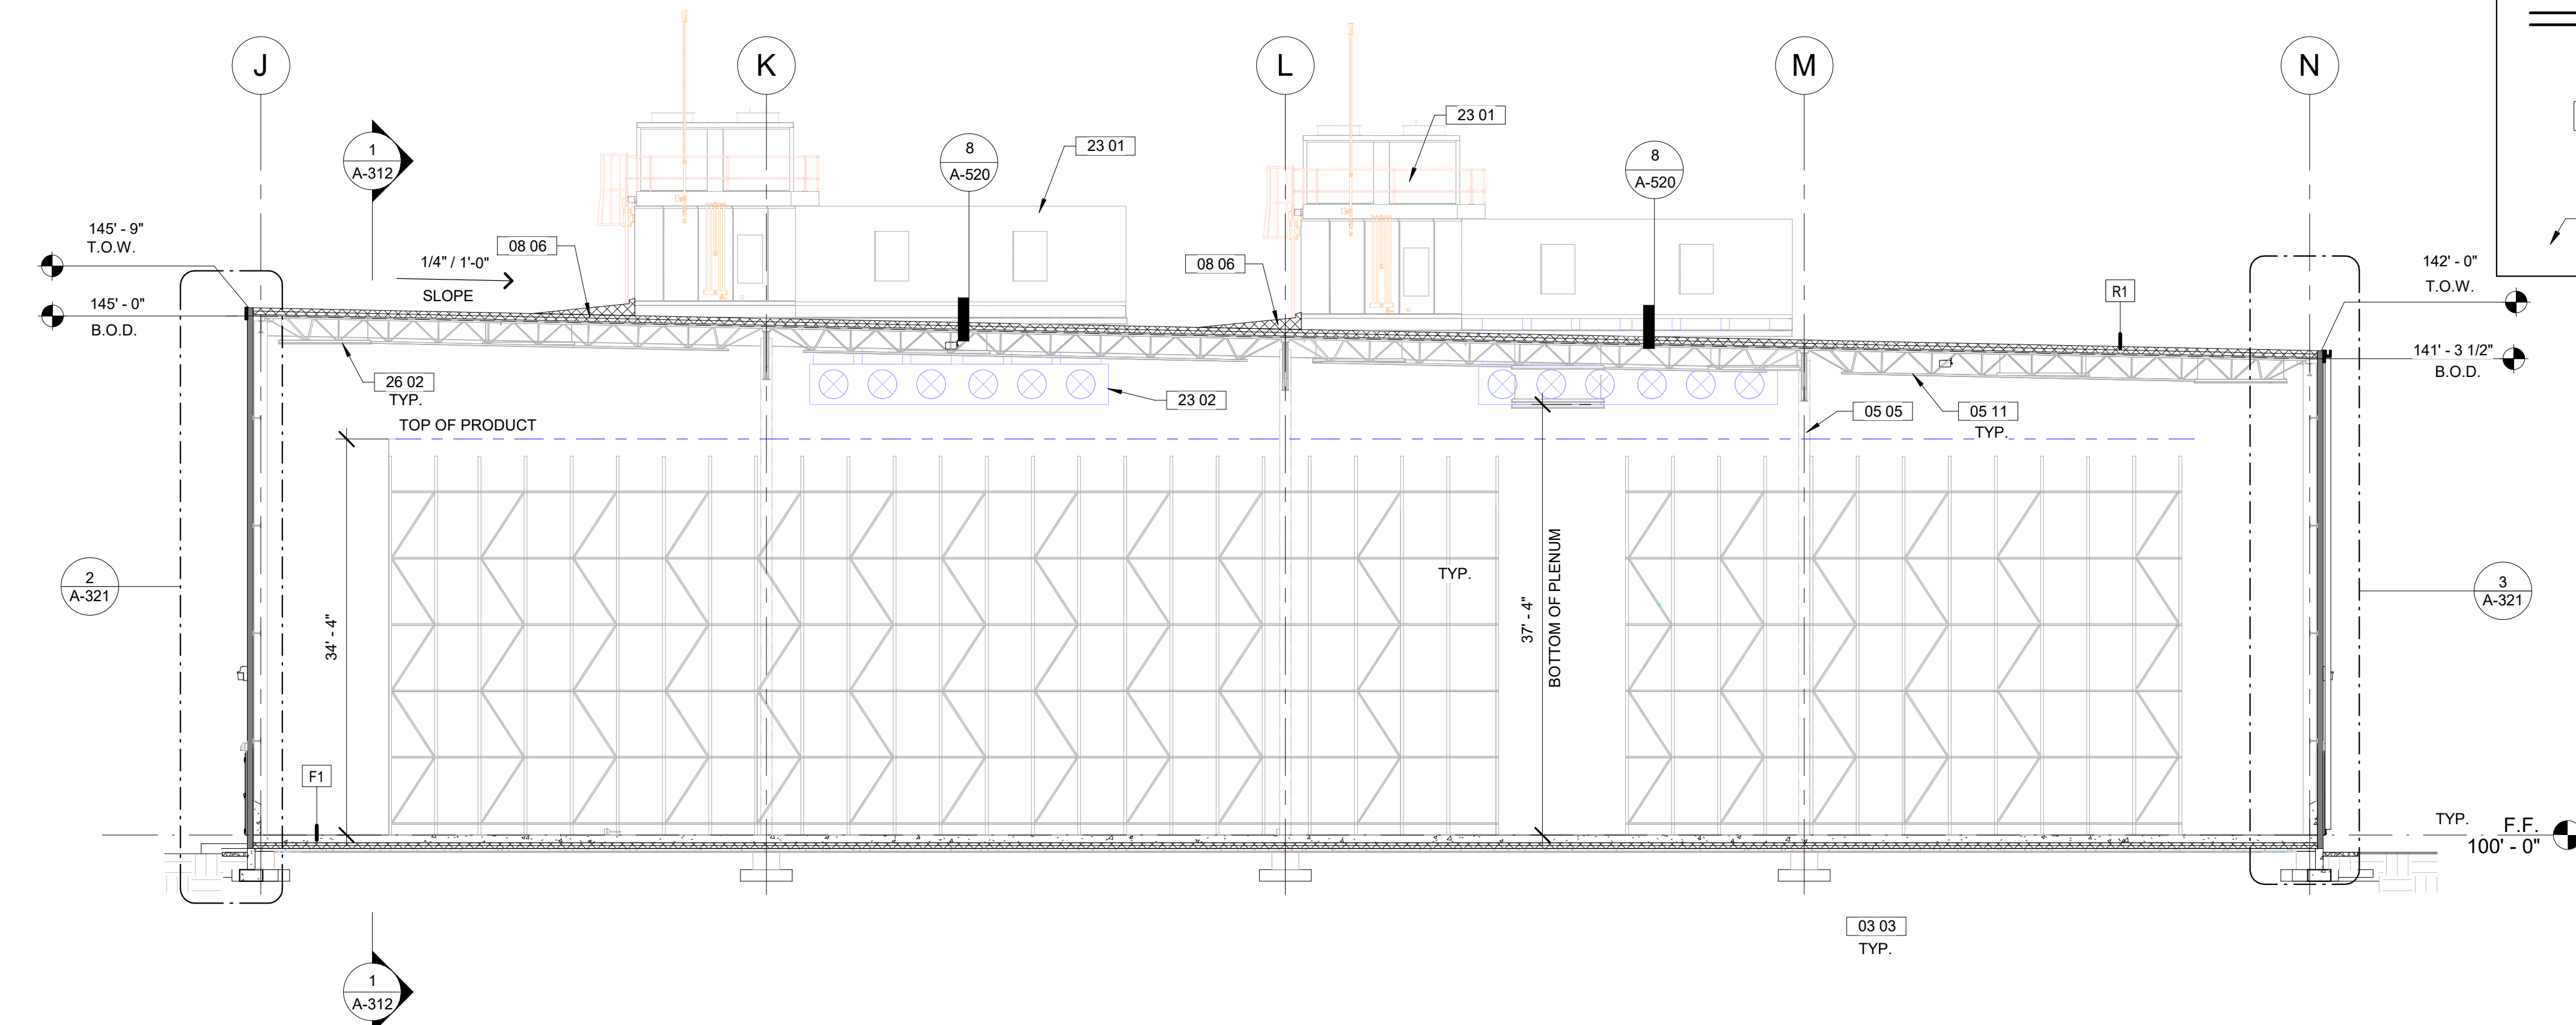 J
K
L
M
N
1
A-312
23 01
8
A-520
23 01
8
A-520
145' - 9"
T.O.W.
08 06
1/4" / 1'-0"
SLOPE
08 06
142' - 0"
T.O.W.
R1
145' - 0"
B.O.D.
141' - 3 1/2"
B.O.D.
26 02
TYP.
23 02
05 05
05 11
TYP.
TOP OF PRODUCT
2
A-321
34' - 4"
TYP.
37' - 4"
BOTTOM OF PLENUM
3
A-321
F1
TYP.
F.F.
100' - 0"
03 03
TYP.
1
A-312